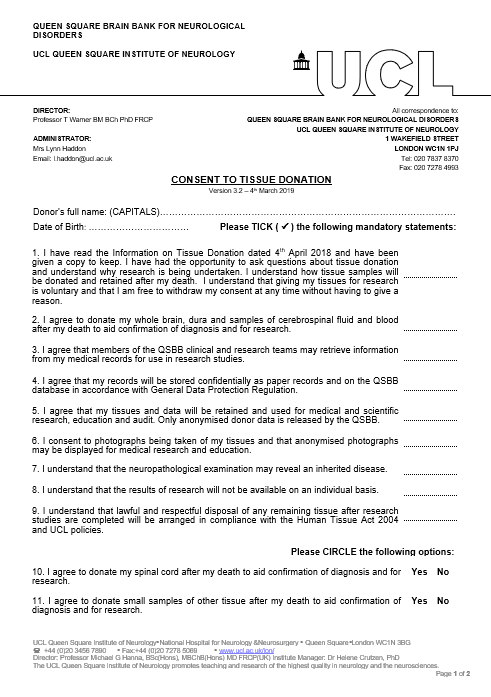 QUEEN SQUARE BRAIN BANK FOR NEUROLOGICAL
DISORDERS
UCL QUEEN SQUARE INSTITUTE OF NEUROLOGY
UCL
DIRECTOR:
Professor T Warner BM BCh PhD FRCP
ADMINISTRATOR:
Mrs Lynn Haddon
Email: l.haddon@ucl.ac.uk
All correspondence to:
QUEEN SQUARE BRAIN BANK FOR NEUROLOGICAL DISORDERS
UCL QUEEN SQUARE INSTITUTE OF NEUROLOGY
1 WAKEFIELD STREET
LONDON WC1N 1PJ
Tel: 020 7837 8370
Fax: 020 7278 4993
CONSENT TO TISSUE DONATION
Version 3.2 – 4th March 2019
Donor's full name: (CAPITALS)……………………………………………………………………………
Date of Birth: …………………………… Please TICK ( ✓ ) the following mandatory statements:
1. I have read the Information on Tissue Donation dated 4th April 2018 and have been
given a copy to keep. I have had the opportunity to ask questions about tissue donation
and understand why research is being undertaken. I understand how tissue samples will
be donated and retained after my death. I understand that giving my tissues for research
is voluntary and that I am free to withdraw my consent at any time without having to give a
reason.
2. I agree to donate my whole brain, dura and samples of cerebrospinal fluid and blood
after my death to aid confirmation of diagnosis and for research.
3. I agree that members of the QSBB clinical and research teams may retrieve information
from my medical records for use in research studies.
4. I agree that my records will be stored confidentially as paper records and on the QSBB
database in accordance with General Data Protection Regulation.
5. I agree that my tissues and data will be retained and used for medical and scientific
research, education and audit. Only anonymised donor data is released by the QSBB.
6. I consent to photographs being taken of my tissues and that anonymised photographs
may be displayed for medical research and education.
7. I understand that the neuropathological examination may reveal an inherited disease.
8. I understand that the results of research will not be available on an individual basis.
9. I understand that lawful and respectful disposal of any remaining tissue after research
studies are completed will be arranged in compliance with the Human Tissue Act 2004
and UCL policies.
Please CIRCLE the following options:
10. I agree to donate my spinal cord after my death to aid confirmation of diagnosis and for Yes No
research.
11. I agree to donate small samples of other tissue after my death to aid confirmation of Yes No
diagnosis and for research.
UCL Queen Square Institute of Neurology•National Hospital for Neurology &Neurosurgery • Queen Square•London WC1N 3BG
☎ +44 (0)20 3456 7890 • Fax:+44 (0)20 7278 5069 • www.ucl.ac.uk/ion/
Director: Professor Michael G Hanna, BSc(Hons), MBChB(Hons) MD FRCP(UK) Institute Manager: Dr Helene Crutzen, PhD
The UCL Queen Square Institute of Neurology promotes teaching and research of the highest quality in neurology and the neurosciences.
Page 1 of 2